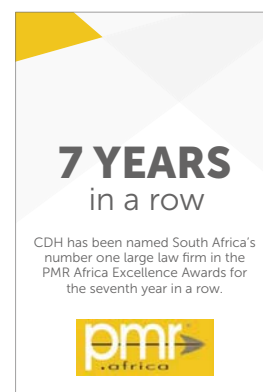 7 YEARS
in a row
CDH has been named South Africa's
number one large law firm in the
PMR Africa Excellence Awards for
the seventh year in a row.
pmr
.africa